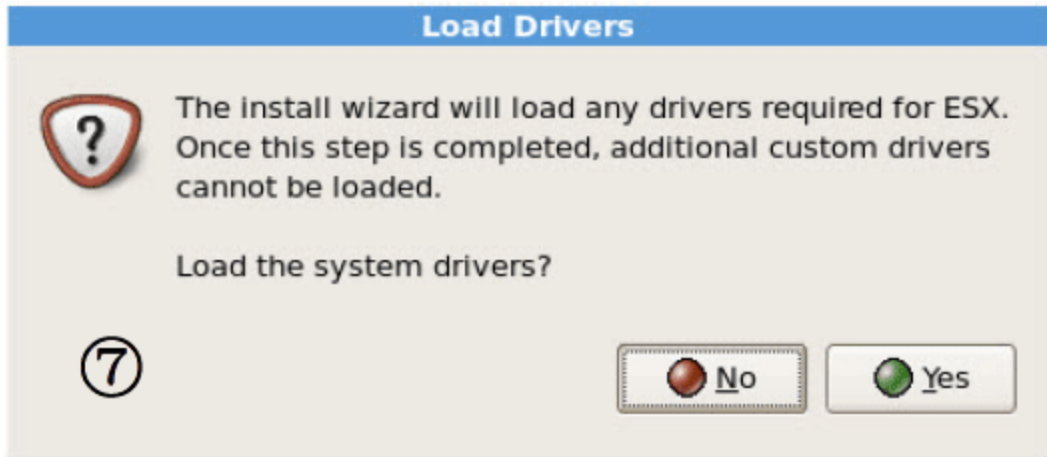 Load Drivers
The install wizard will load any drivers required for ESX.
Once this step is completed, additional custom drivers
cannot be loaded.
Load the system drivers?
⑦
No
Yes